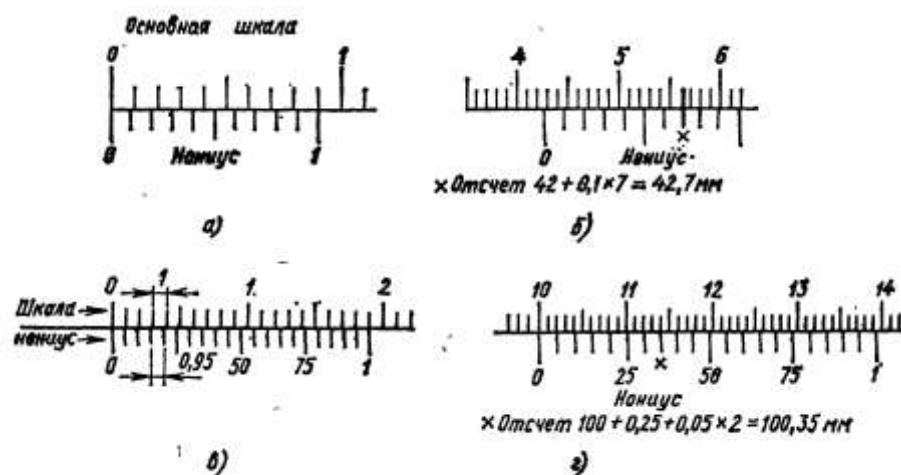 Основная шкала
0 1
0 Нониус 1
а)
4 5 6
0 Нониус
× Отсчет 42 + 0,1 × 7 = 42,7 мм
б)
0 1 1 2
Шкала
нониус
0 0,95 50 75 1
в)
10 11 12 13 14
0 25 50 75 1
Нониус
× Отсчет 100 + 0,25 + 0,05 × 2 = 100,35 мм
г)